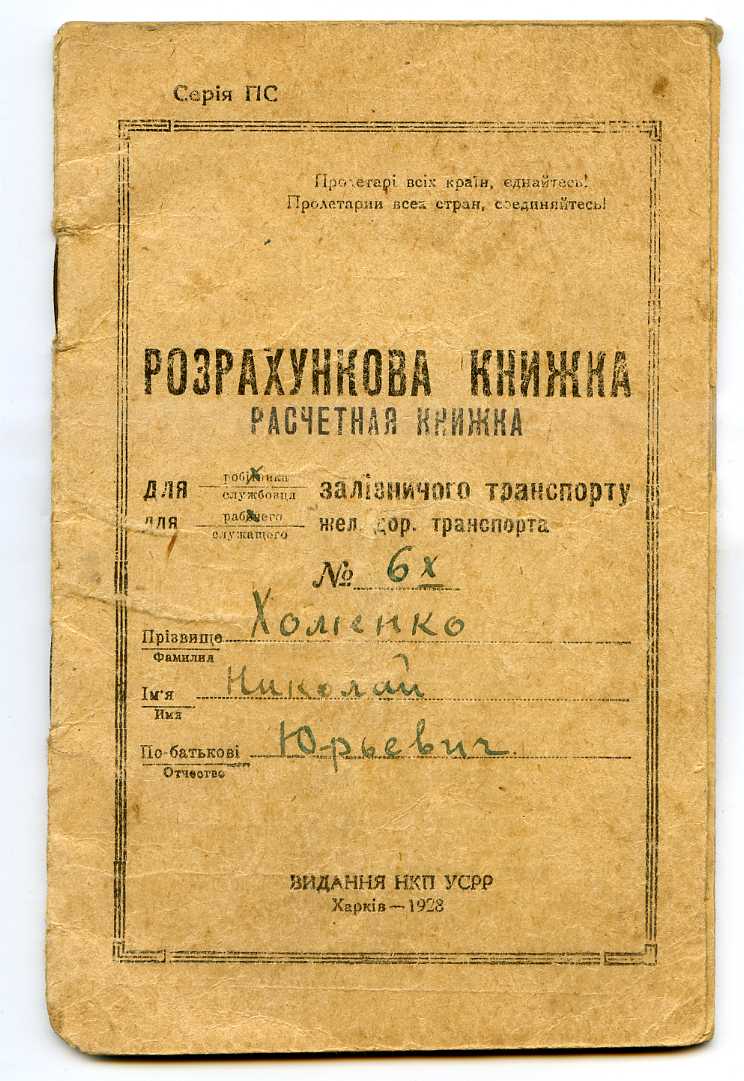 Серія ПС
Пролетарі всіх країн, єднайтесь!
Пролетарии всех стран, соединяйтесь!
РОЗРАХУНКОВА КНИЖКА
РАСЧЕТНАЯ КНИЖКА
для робітника службовця залізничого транспорту
для рабочего служащого жел. дор. транспорта
№ 6х
Прізвище Хоменко
Фамилия
Ім'я Николай
Имя
По-батькові Юрьевич
Отчество
ВИДАННЯ НКП УСРР
Харків—1928